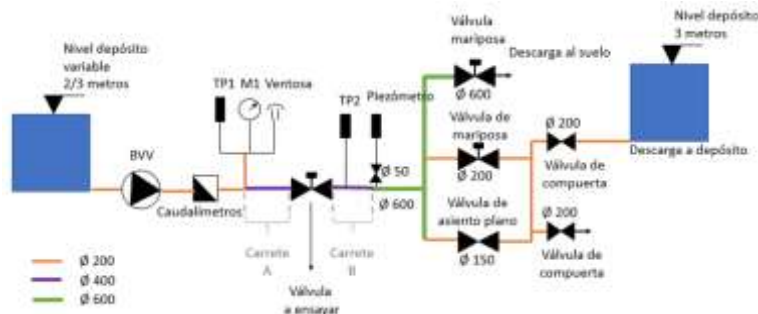 Nivel depósito
variable
2/3 metros
BVV
Caudalímetros
TP1 M1 Ventosa
TP2 Piezómetro
Ø 50
Ø 600
Carrete
A
Carrete
B
Válvula
a ensayar
Válvula
mariposa
Descarga al suelo
Ø 600
Válvula de
mariposa
Ø 200
Válvula de
asiento plano
Ø 150
Ø 200
Válvula de
compuerta
Ø 200
Válvula de
compuerta
Nivel depósito
3 metros
Descarga a depósito
Ø 200
Ø 400
Ø 600